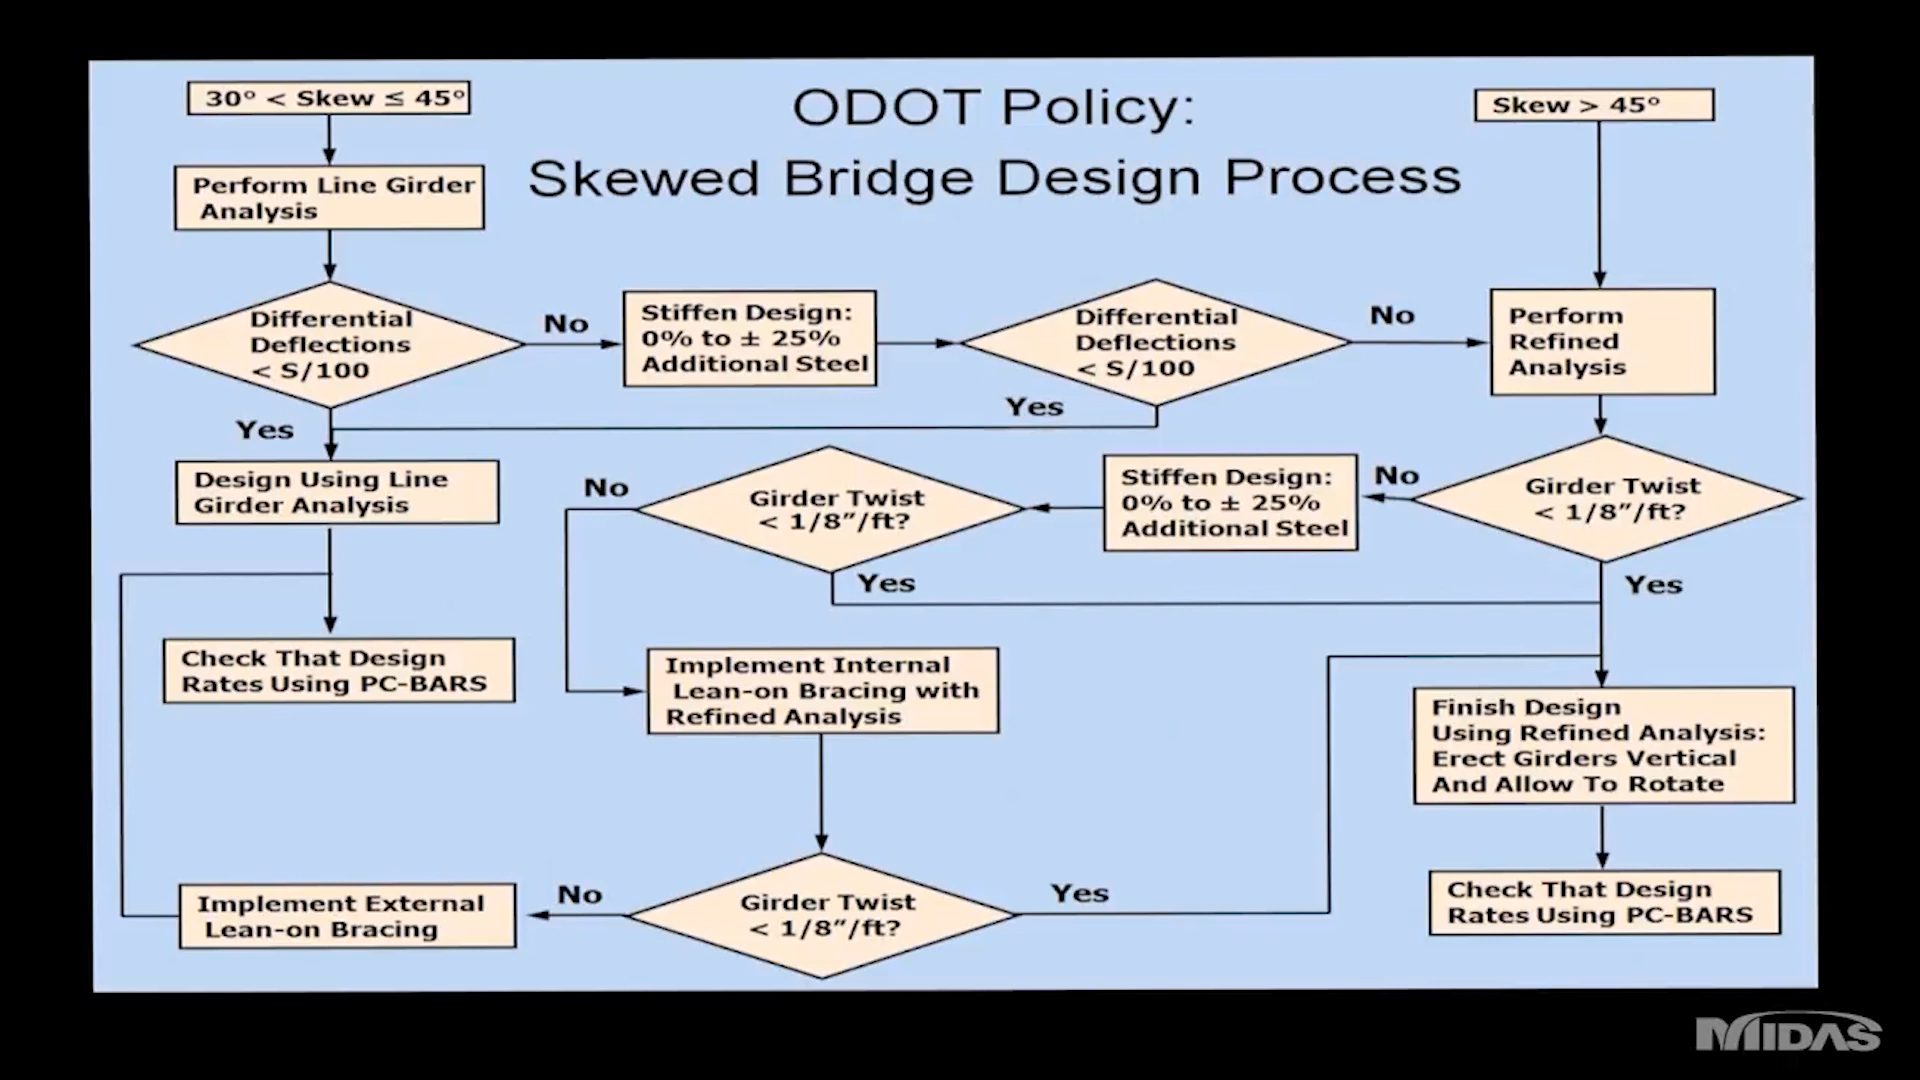 30° < Skew ≤ 45°
ODOT Policy:
Skewed Bridge Design Process
Skew > 45°
Perform Line Girder
Analysis
Differential
Deflections
< S/100
No
Stiffen Design:
0% to ± 25%
Additional Steel
Differential
Deflections
< S/100
No
Perform
Refined
Analysis
Yes
Yes
Design Using Line
Girder Analysis
No
Girder Twist
< 1/8"/ft?
Stiffen Design:
0% to ± 25%
Additional Steel
No
Girder Twist
< 1/8"/ft?
Yes
Yes
Check That Design
Rates Using PC-BARS
Implement Internal
Lean-on Bracing with
Refined Analysis
Finish Design
Using Refined Analysis:
Erect Girders Vertical
And Allow To Rotate
Implement External
Lean-on Bracing
No
Girder Twist
< 1/8"/ft?
Yes
Check That Design
Rates Using PC-BARS
MIDAS